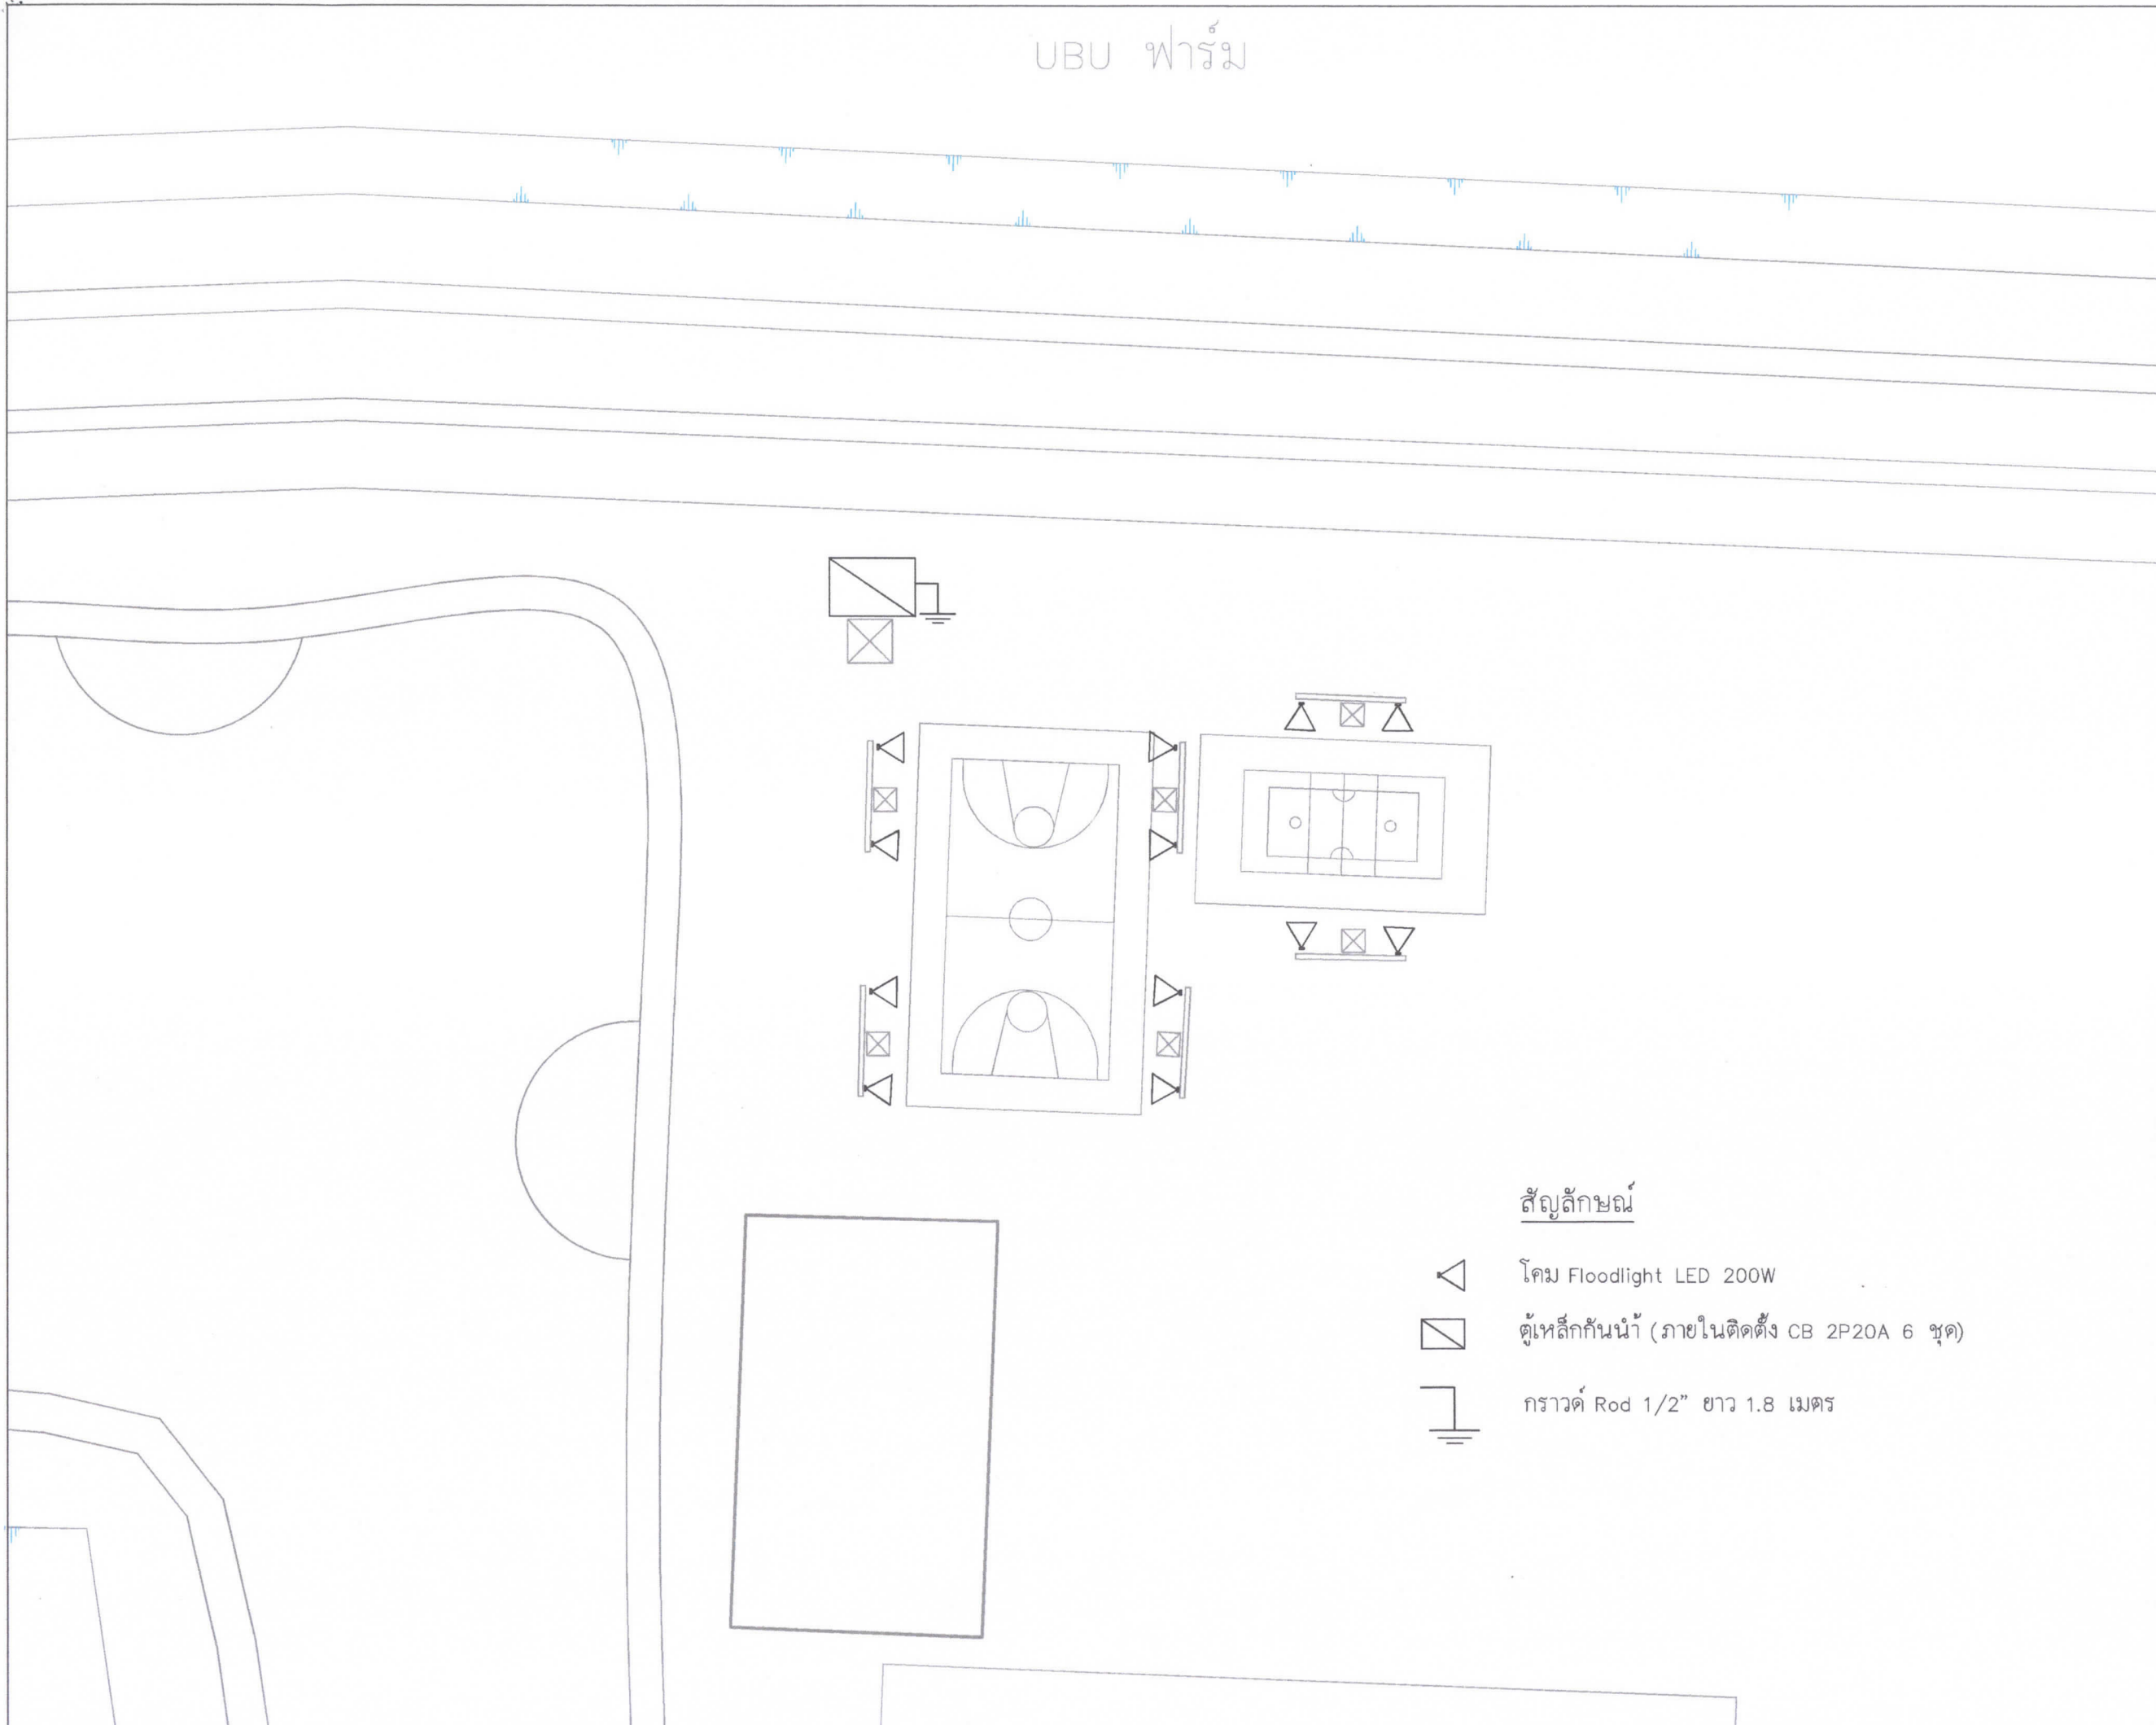 UBU ฟาร์ม
สัญลักษณ์
โคม Floodlight LED 200W
ตู้เหล็กกันน้ำ (ภายในติดตั้ง CB 2P20A 6 ชุด)
กราวด์ Rod 1/2" ยาว 1.8 เมตร